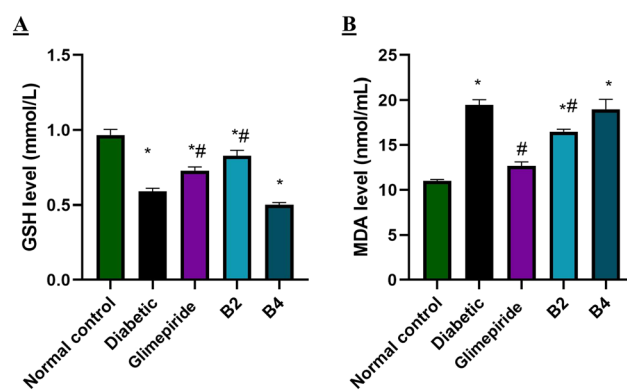 A
GSH level (mmol/L)
1.5
1.0
0.5
0.0
*
*#
*#
*
Normal control
Diabetic
Glimepiride
B2
B4
B
MDA level (nmol/mL)
25
20
15
10
5
0
*
#
*#
*
Normal control
Diabetic
Glimepiride
B2
B4